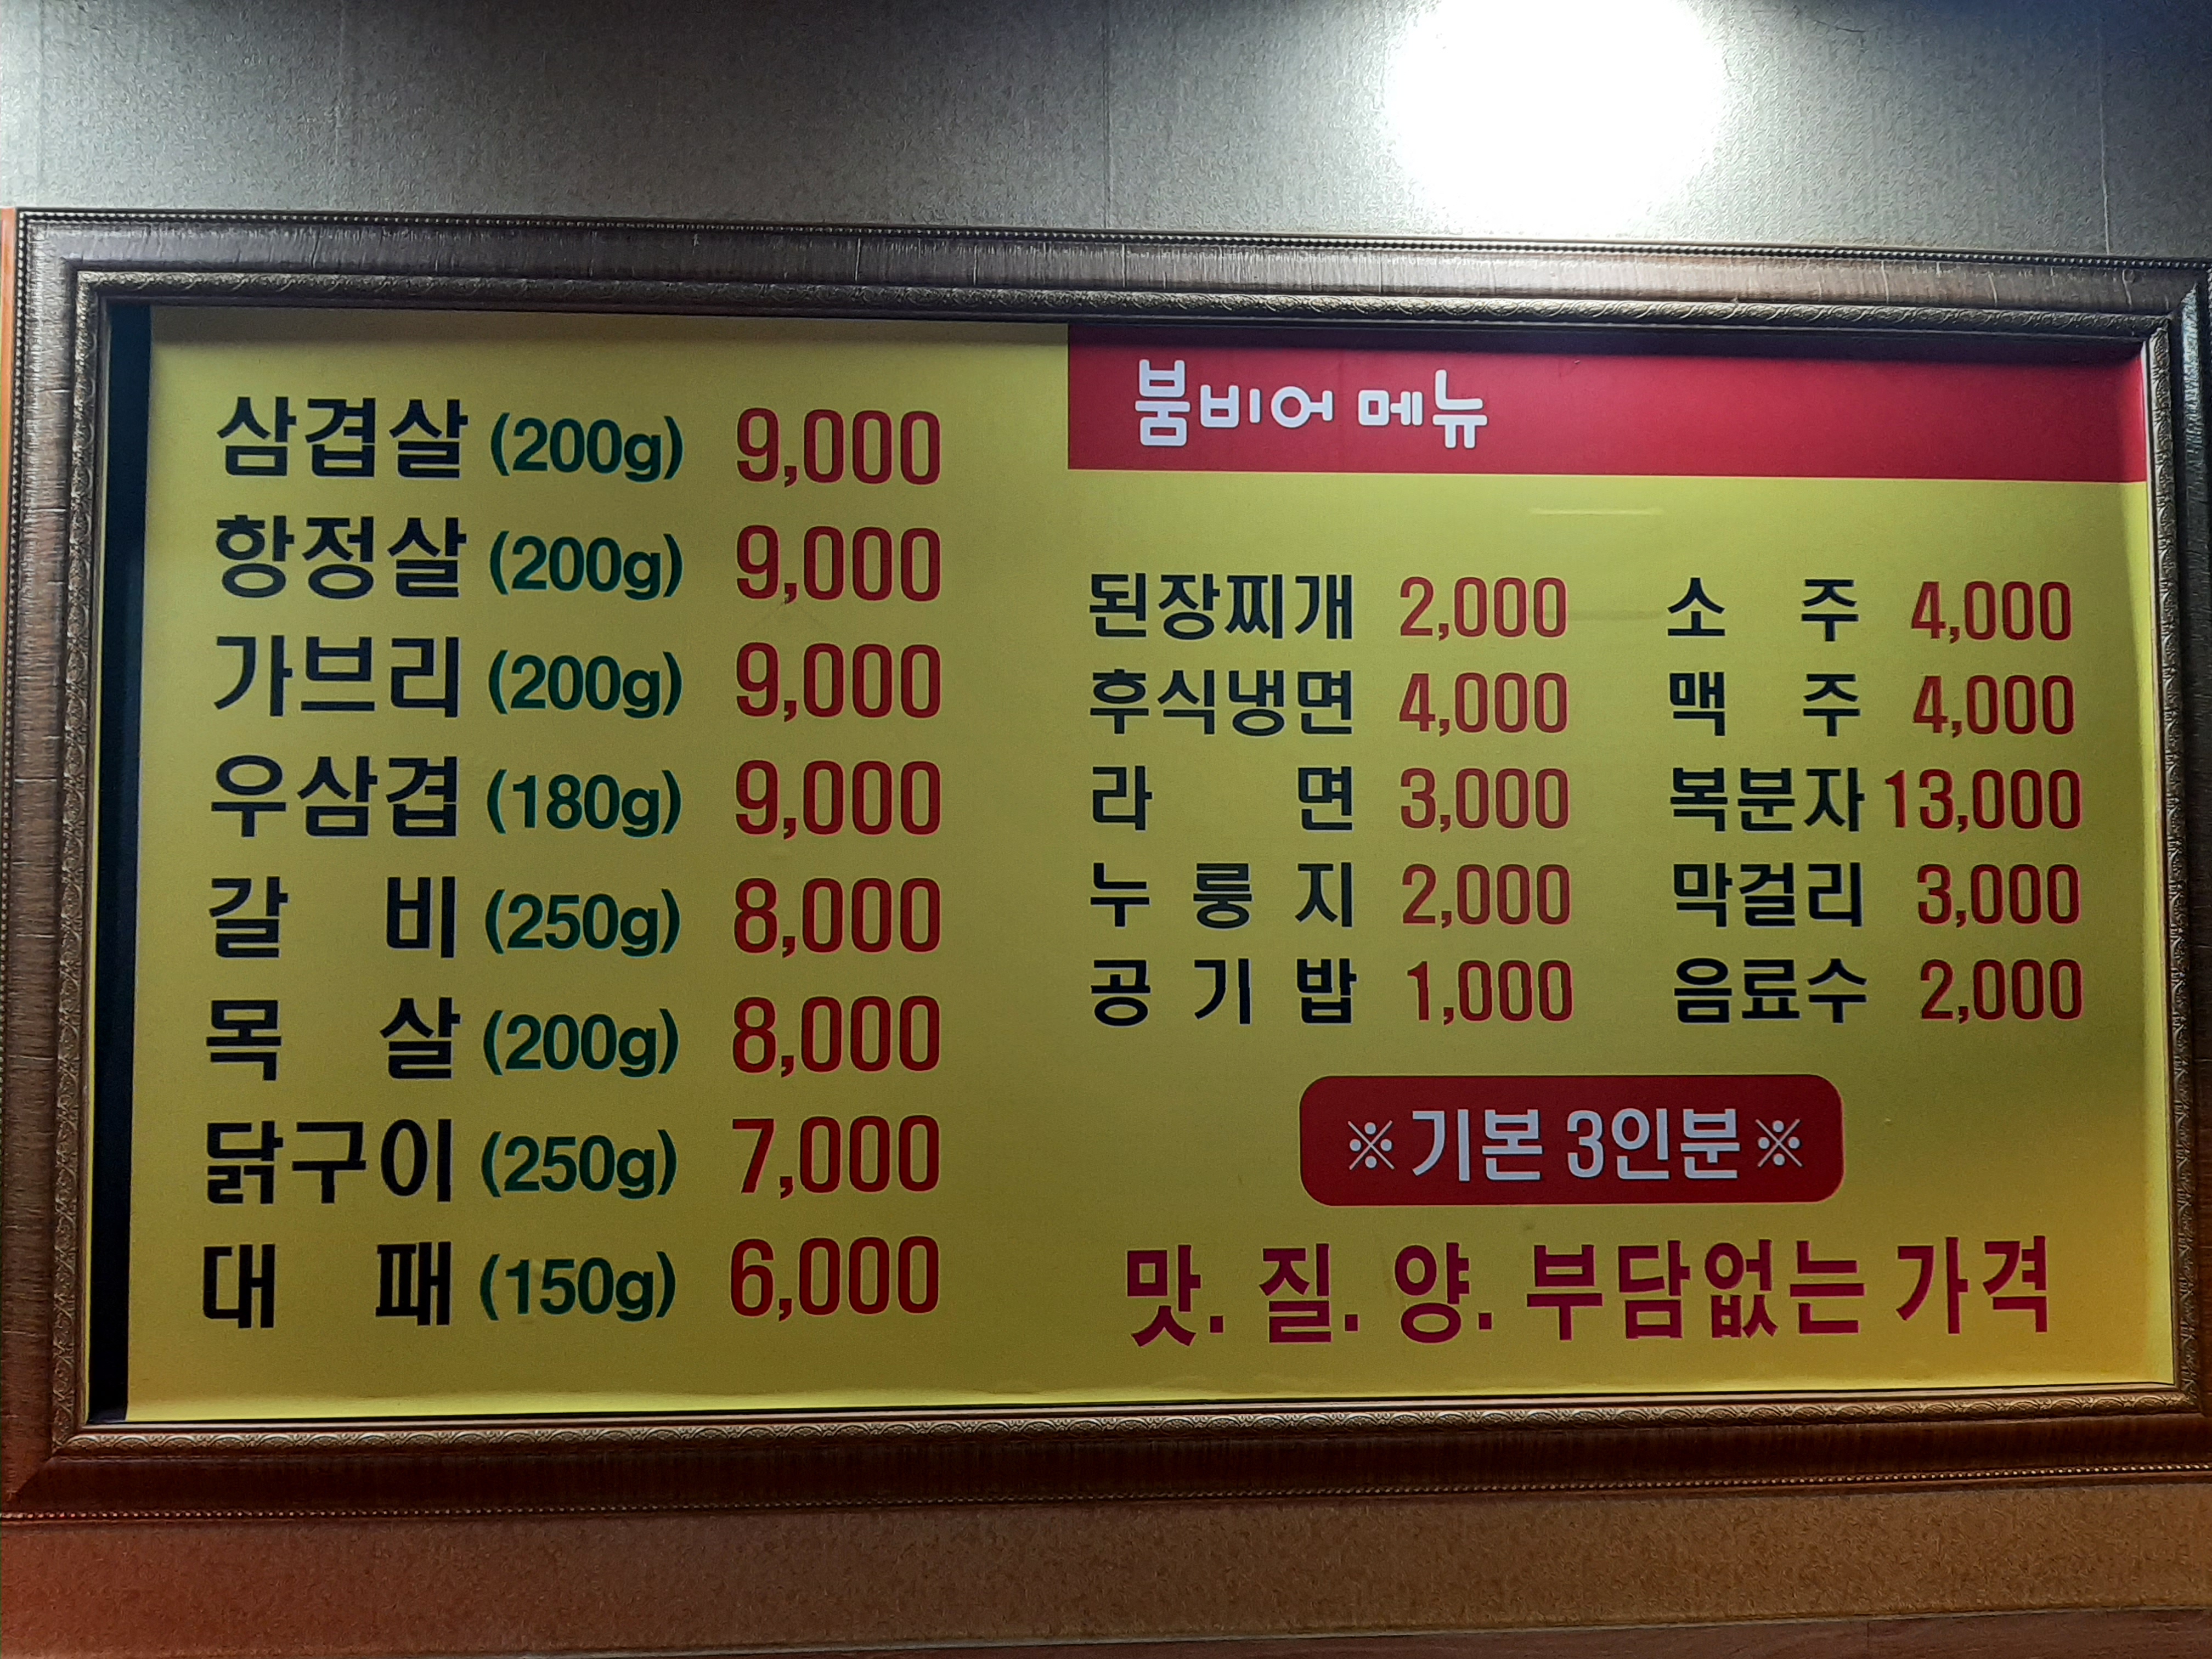 삼겹살 (200g) 9,000
항정살 (200g) 9,000
가브리 (200g) 9,000
우삼겹 (180g) 9,000
갈 비 (250g) 8,000
목 살 (200g) 8,000
닭구이 (250g) 7,000
대 패 (150g) 6,000
붐비어 메뉴
된장찌개 2,000 소 주 4,000
후식냉면 4,000 맥 주 4,000
라 면 3,000 복분자 13,000
누 룽 지 2,000 막걸리 3,000
공 기 밥 1,000 음료수 2,000
※기본 3인분※
맛. 질. 양. 부담없는 가격